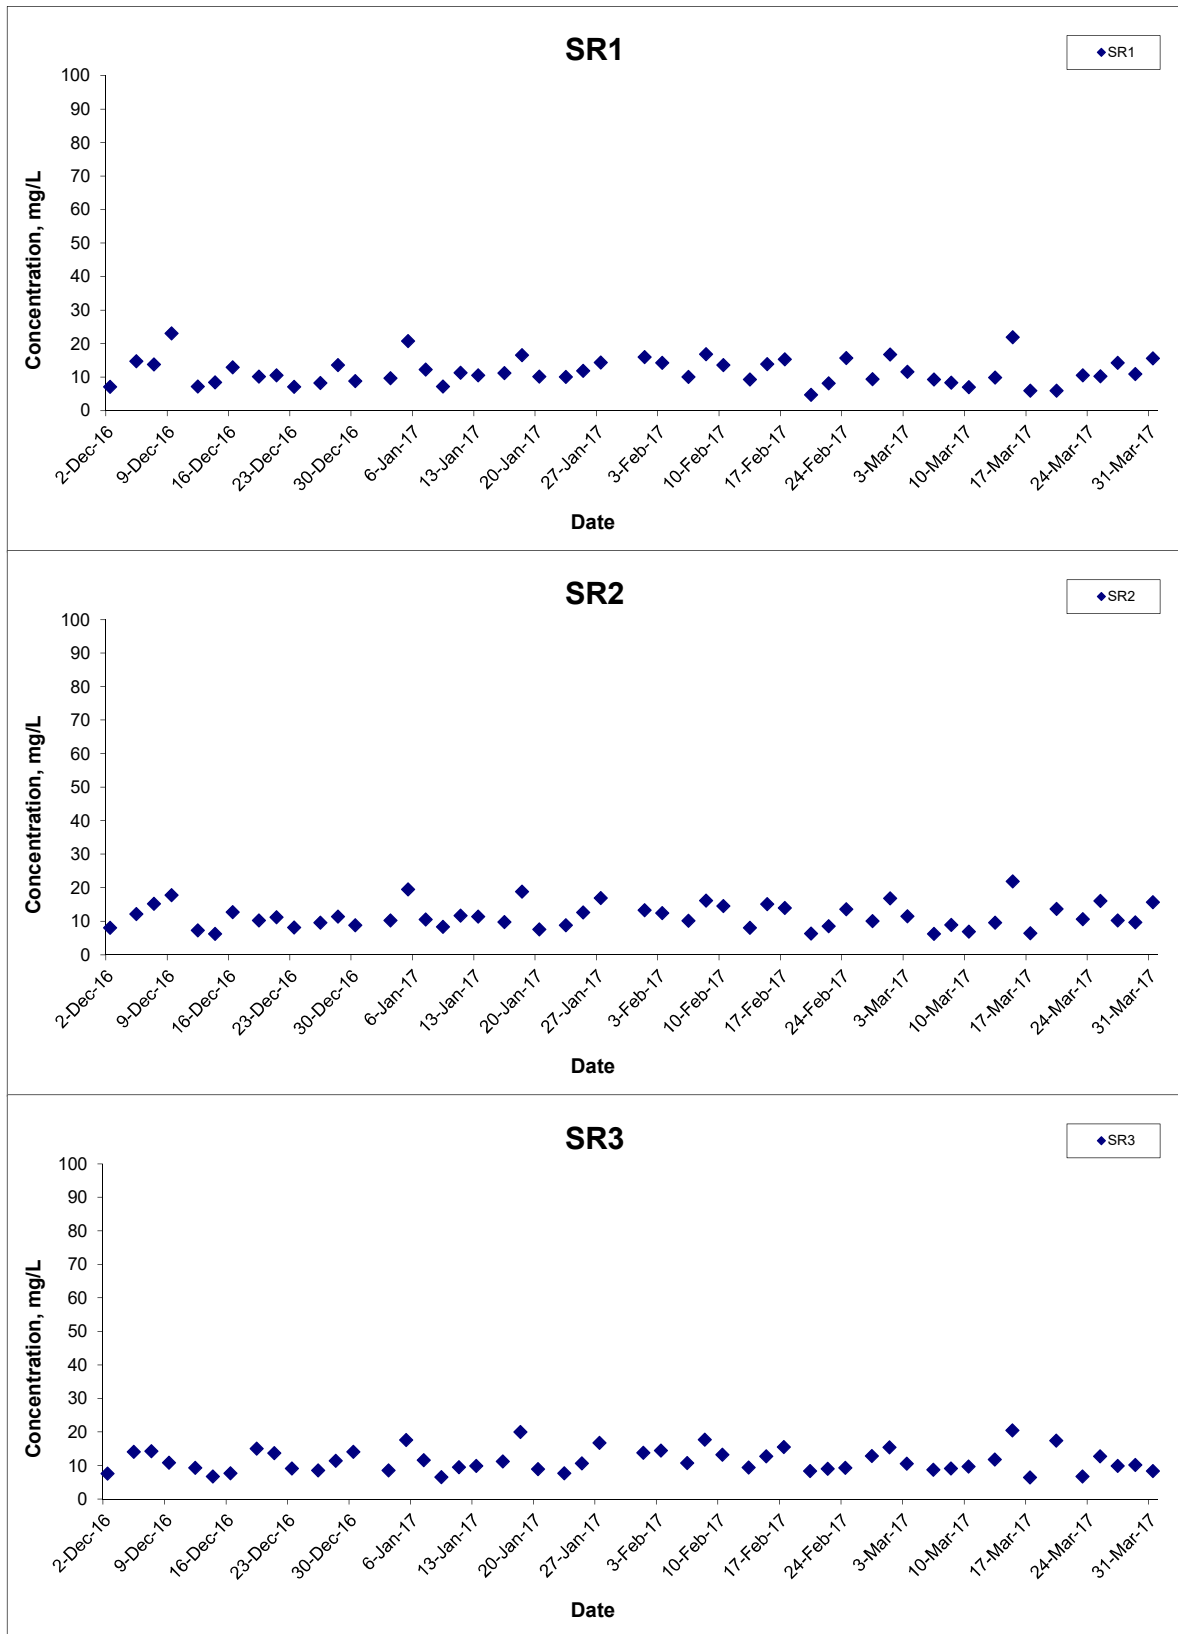 SR1
SR1
100
90
80
70
60
50
40
30
20
10
0
Concentration, mg/L
2-Dec-16
9-Dec-16
16-Dec-16
23-Dec-16
30-Dec-16
6-Jan-17
13-Jan-17
20-Jan-17
27-Jan-17
3-Feb-17
10-Feb-17
17-Feb-17
24-Feb-17
3-Mar-17
10-Mar-17
17-Mar-17
24-Mar-17
31-Mar-17
Date
SR2
SR2
100
90
80
70
60
50
40
30
20
10
0
Concentration, mg/L
2-Dec-16
9-Dec-16
16-Dec-16
23-Dec-16
30-Dec-16
6-Jan-17
13-Jan-17
20-Jan-17
27-Jan-17
3-Feb-17
10-Feb-17
17-Feb-17
24-Feb-17
3-Mar-17
10-Mar-17
17-Mar-17
24-Mar-17
31-Mar-17
Date
SR3
SR3
100
90
80
70
60
50
40
30
20
10
0
Concentration, mg/L
2-Dec-16
9-Dec-16
16-Dec-16
23-Dec-16
30-Dec-16
6-Jan-17
13-Jan-17
20-Jan-17
27-Jan-17
3-Feb-17
10-Feb-17
17-Feb-17
24-Feb-17
3-Mar-17
10-Mar-17
17-Mar-17
24-Mar-17
31-Mar-17
Date